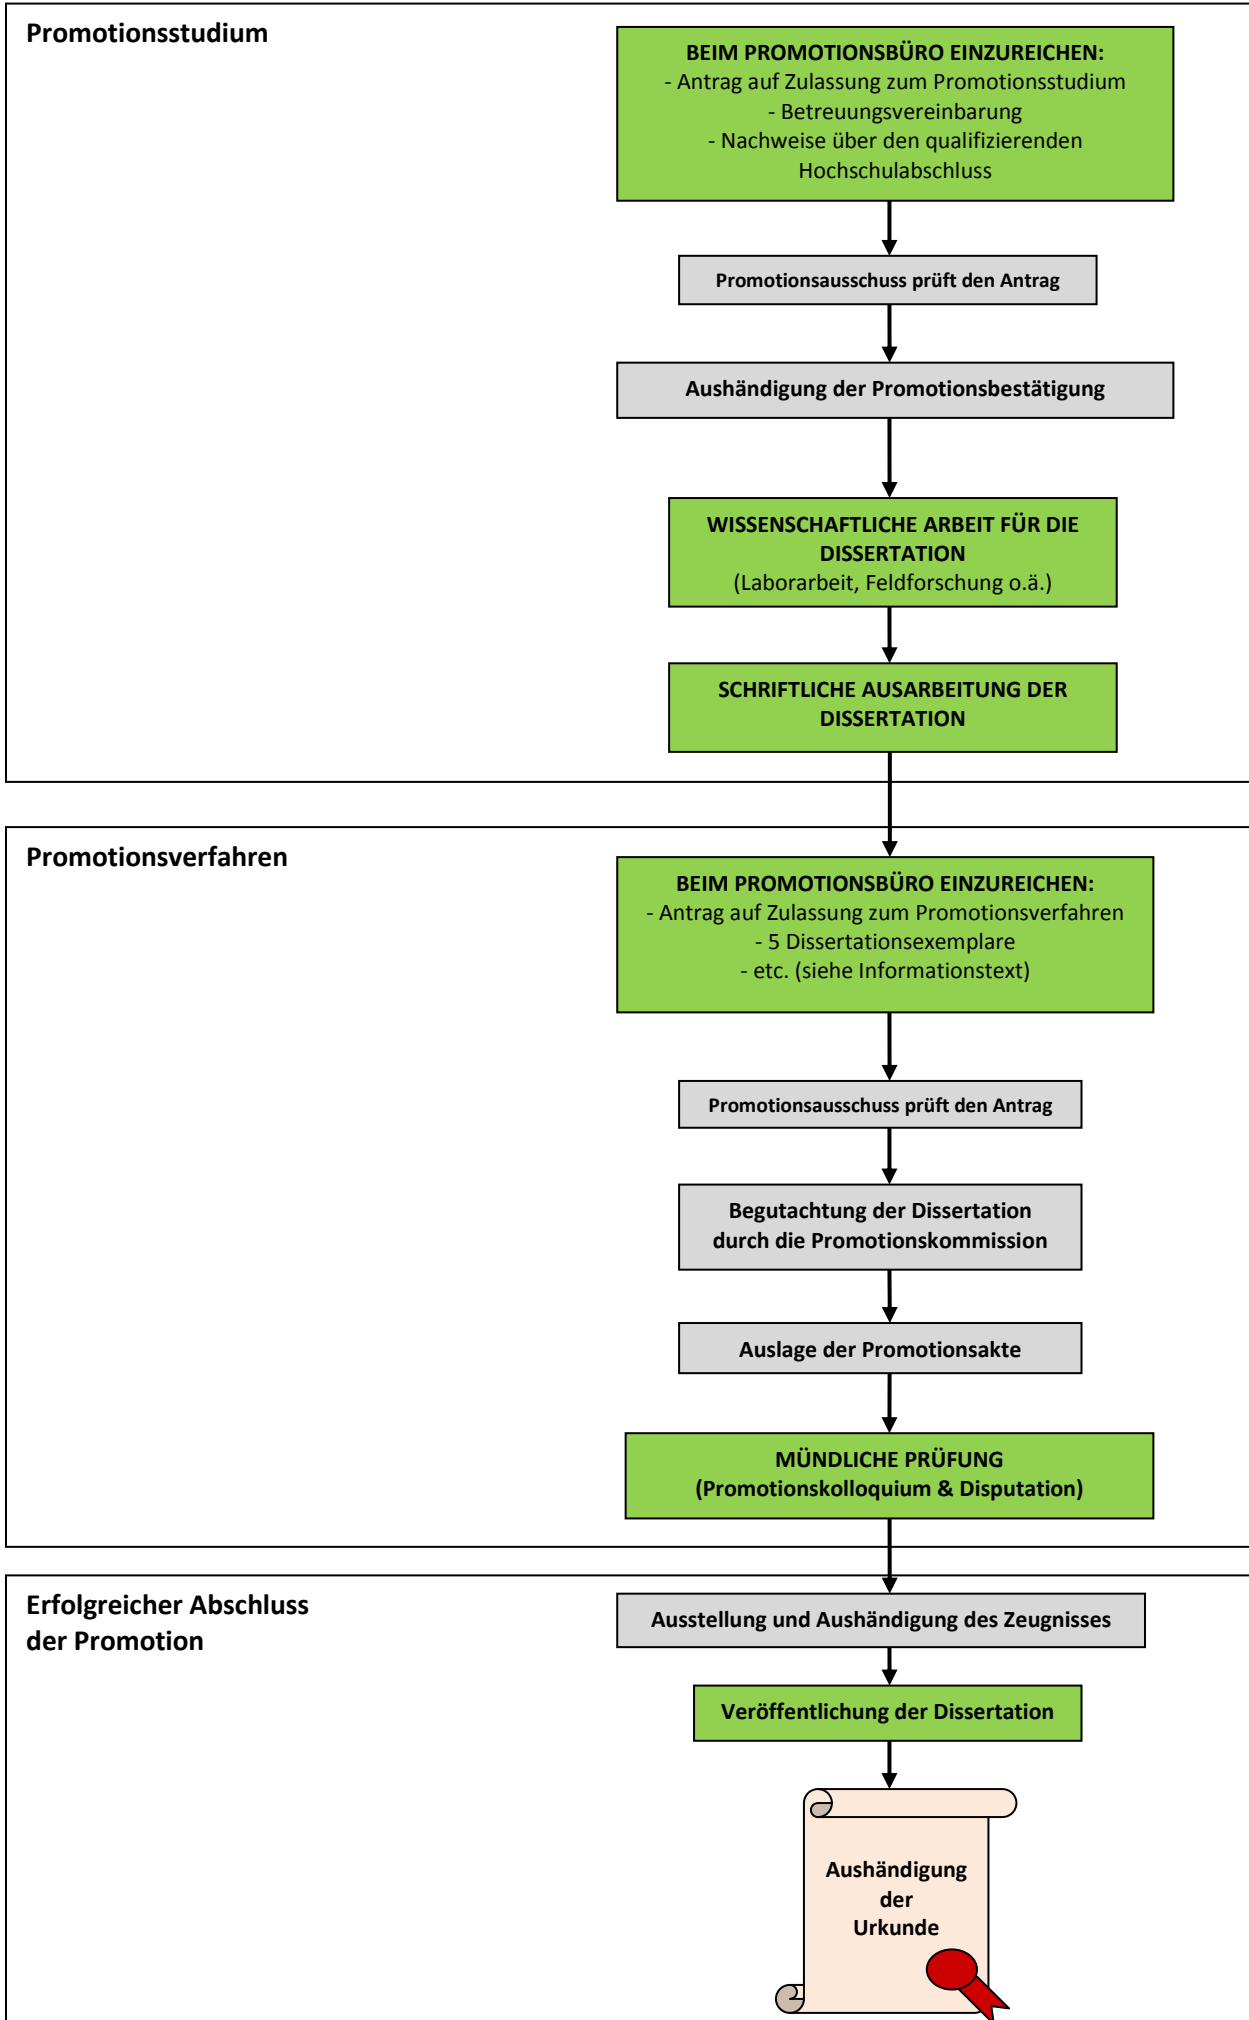 Promotionsstudium
BEIM PROMOTIONSBÜRO EINZUREICHEN:
- Antrag auf Zulassung zum Promotionsstudium
- Betreuungsvereinbarung
- Nachweise über den qualifizierenden
Hochschulabschluss
Promotionsausschuss prüft den Antrag
Aushändigung der Promotionsbestätigung
WISSENSCHAFTLICHE ARBEIT FÜR DIE
DISSERTATION
(Laborarbeit, Feldforschung o.ä.)
SCHRIFTLICHE AUSARBEITUNG DER
DISSERTATION
Promotionsverfahren
BEIM PROMOTIONSBÜRO EINZUREICHEN:
- Antrag auf Zulassung zum Promotionsverfahren
- 5 Dissertationsexemplare
- etc. (siehe Informationstext)
Promotionsausschuss prüft den Antrag
Begutachtung der Dissertation
durch die Promotionskommission
Auslage der Promotionsakte
MÜNDLICHE PRÜFUNG
(Promotionskolloquium & Disputation)
Erfolgreicher Abschluss
der Promotion
Ausstellung und Aushändigung des Zeugnisses
Veröffentlichung der Dissertation
Aushändigung
der
Urkunde